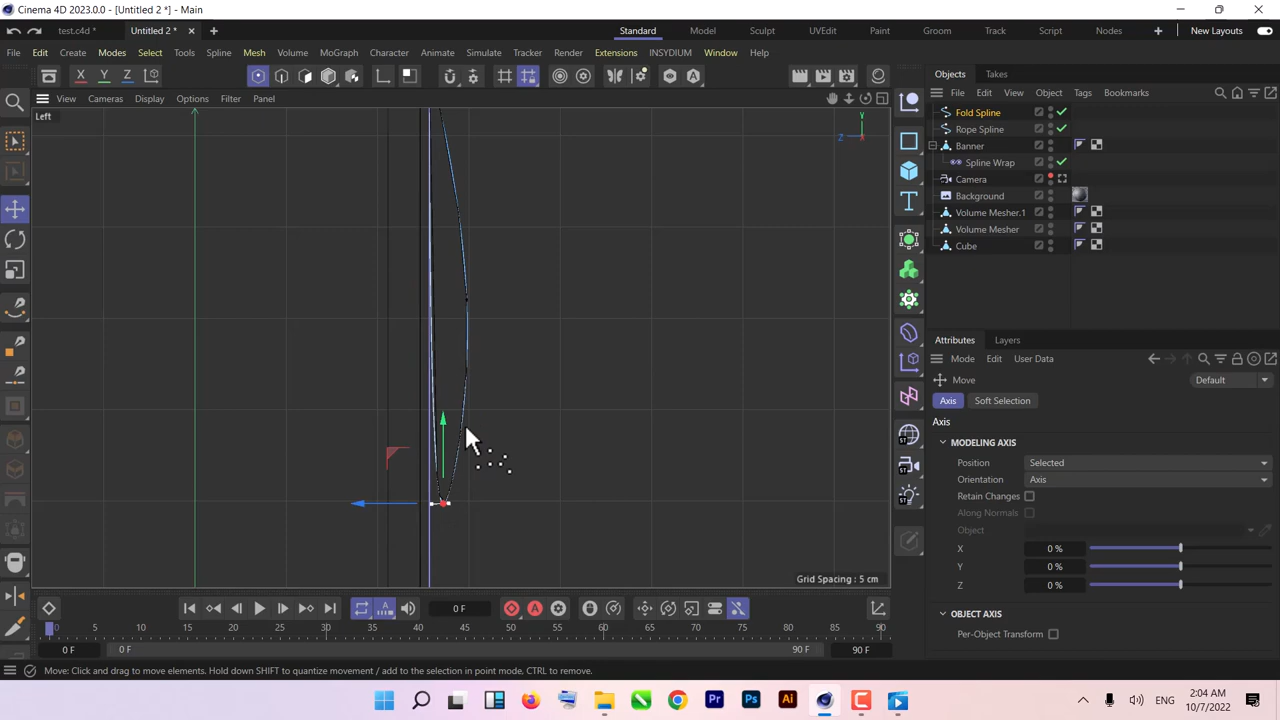 Cinema 4D 2023.0.0 - [Untitled 2 *] - Main
test.c4d *
Untitled 2 *
Standard
Model
Sculpt
UVEdit
Paint
Groom
Track
Script
Nodes
New Layouts
File
Edit
Create
Modes
Select
Tools
Spline
Mesh
Volume
MoGraph
Character
Animate
Simulate
Tracker
Render
Extensions
INSYDIUM
Window
Help
X
Y
Z
View
Cameras
Display
Options
Filter
Panel
Left
Y
Z
X
Grid Spacing : 5 cm
Objects
Takes
File
Edit
View
Object
Tags
Bookmarks
Fold Spline
Rope Spline
Banner
Spline Wrap
Camera
Background
Volume Mesher.1
Volume Mesher
Cube
Attributes
Layers
Mode
Edit
User Data
Move
Default
Axis
Soft Selection
Axis
MODELING AXIS
Position
Selected
Orientation
Axis
Retain Changes
Along Normals
Object
X
0 %
Y
0 %
Z
0 %
OBJECT AXIS
Per-Object Transform
ST
ST
ST
0 F
0
5
10
15
20
25
30
35
40
45
50
55
60
65
70
75
80
85
90
0 F
0 F
90 F
90 F
Move: Click and drag to move elements. Hold down SHIFT to quantize movement / add to the selection in point mode, CTRL to remove.
Pr
Ps
Ai
ENG
2:04 AM
10/7/2022